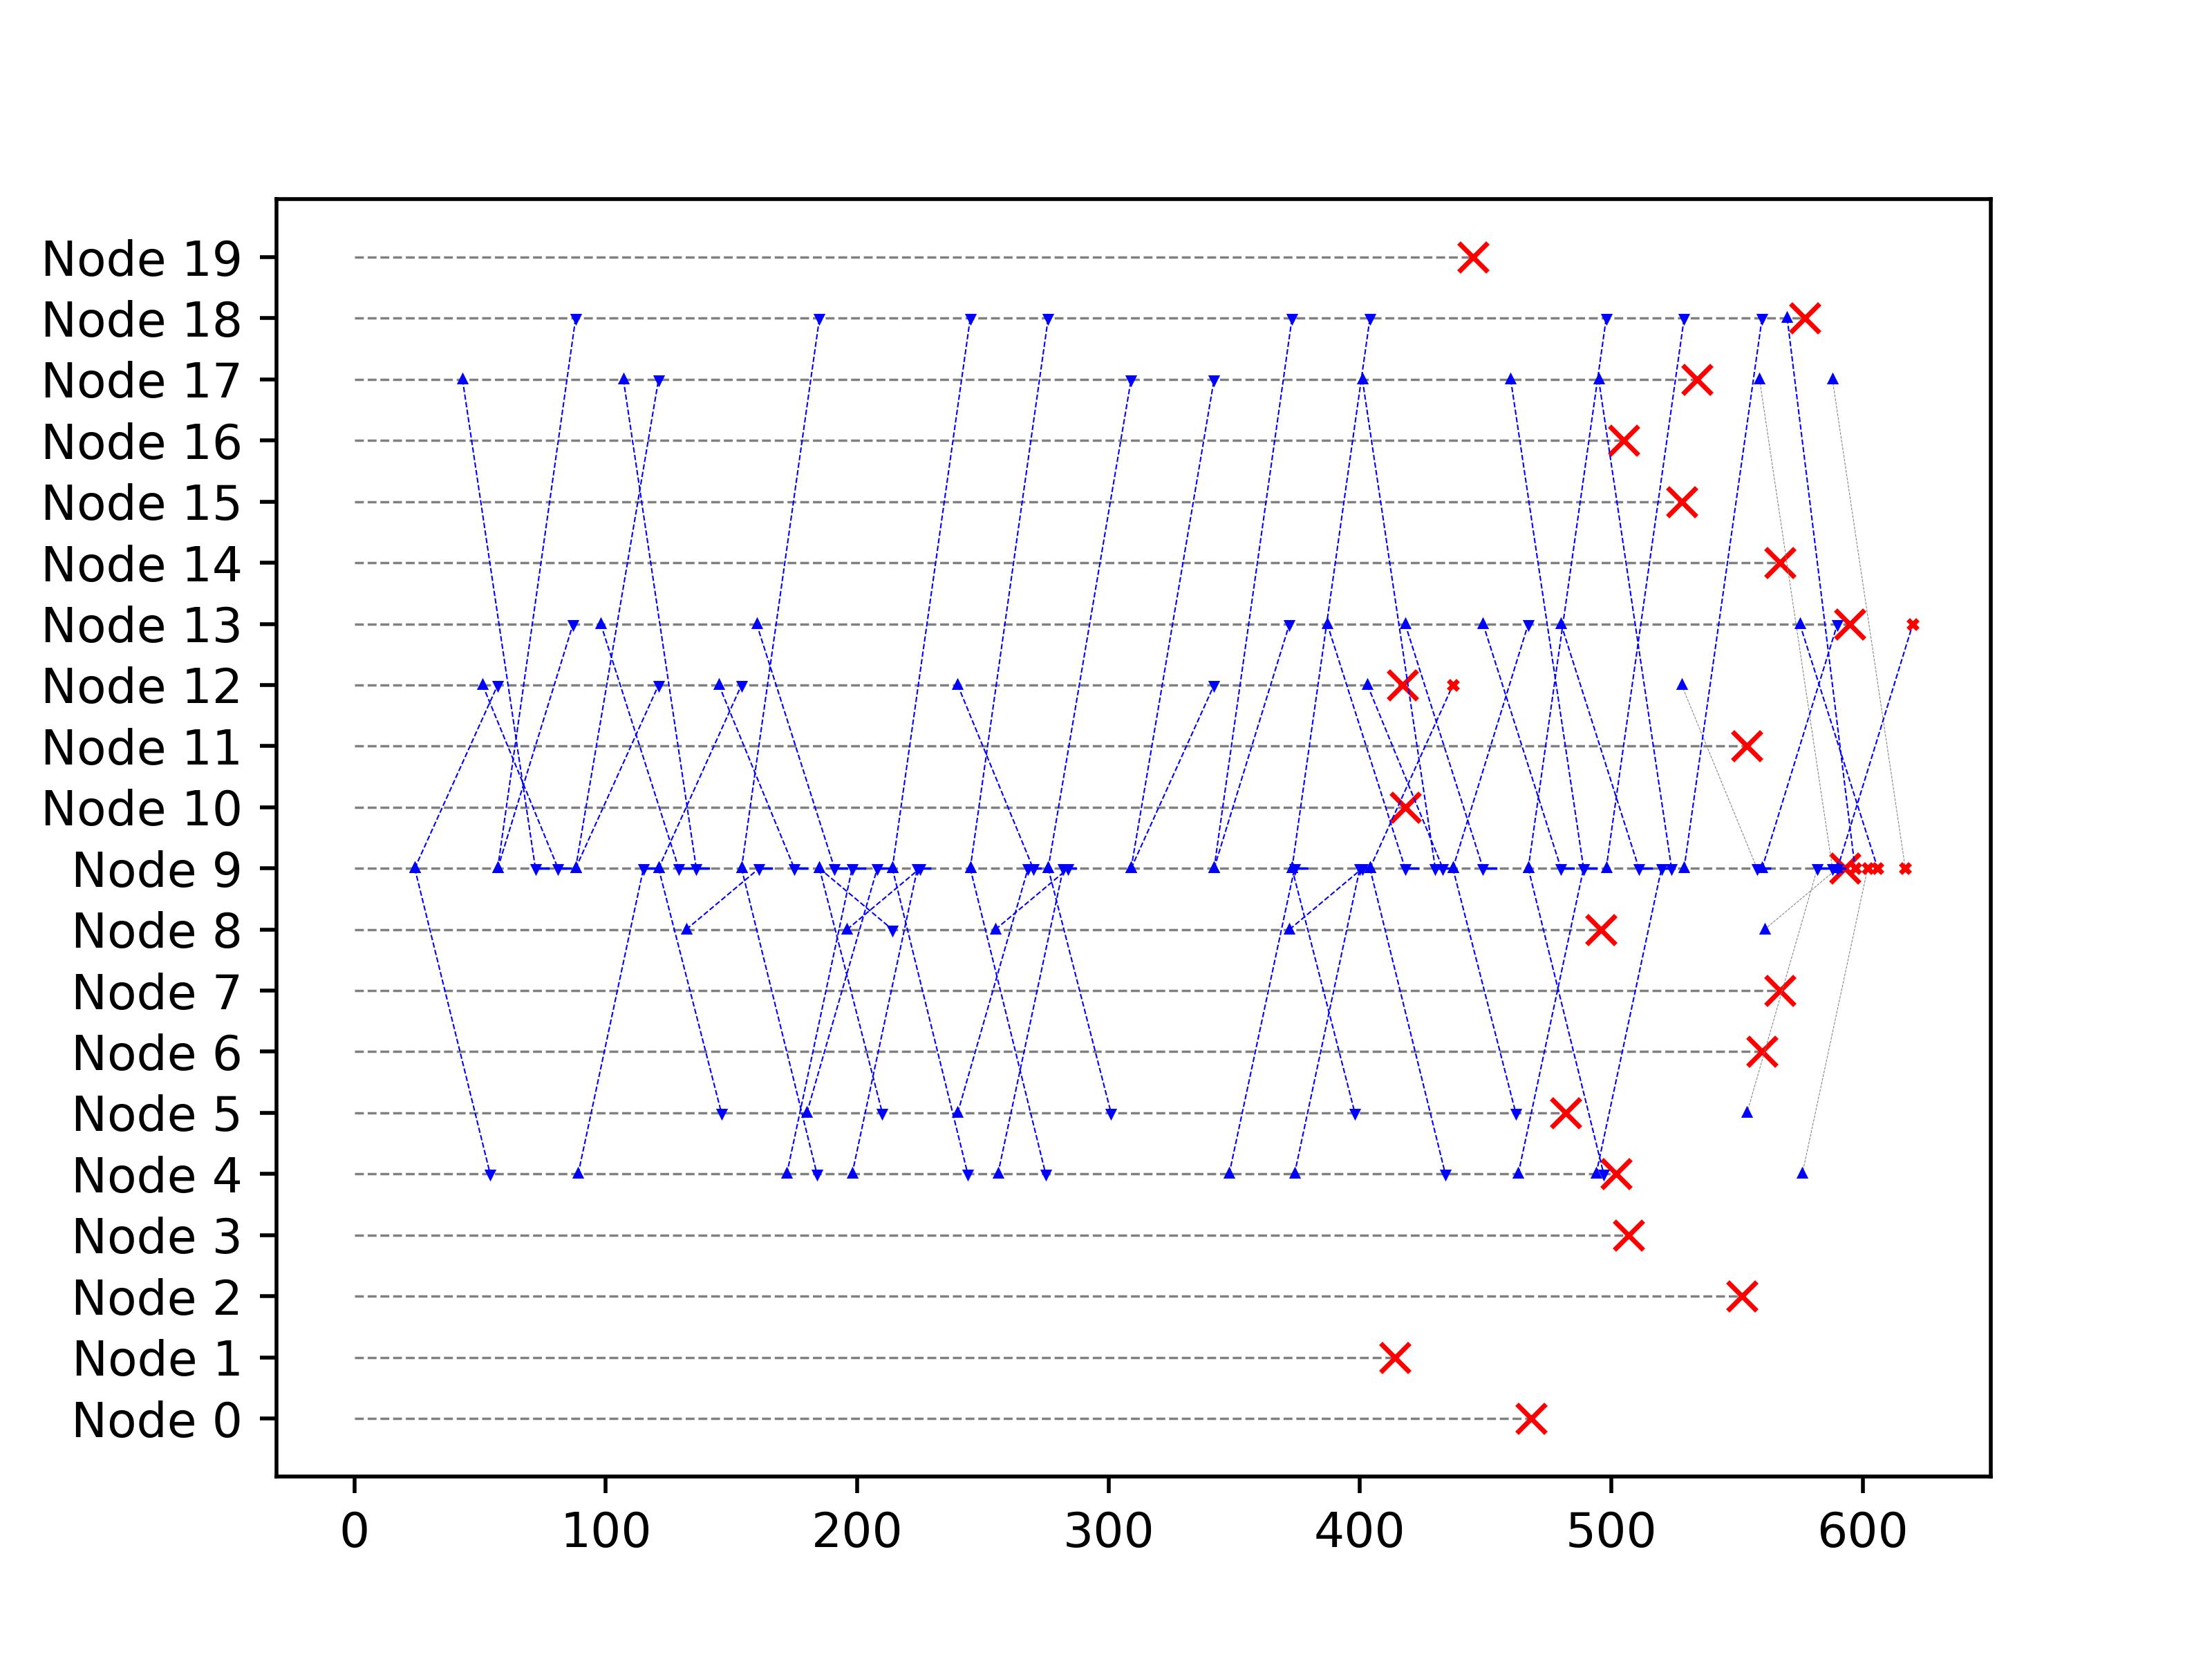 Node 19
Node 18
Node 17
Node 16
Node 15
Node 14
Node 13
Node 12
Node 11
Node 10
Node 9
Node 8
Node 7
Node 6
Node 5
Node 4
Node 3
Node 2
Node 1
Node 0
0 100 200 300 400 500 600